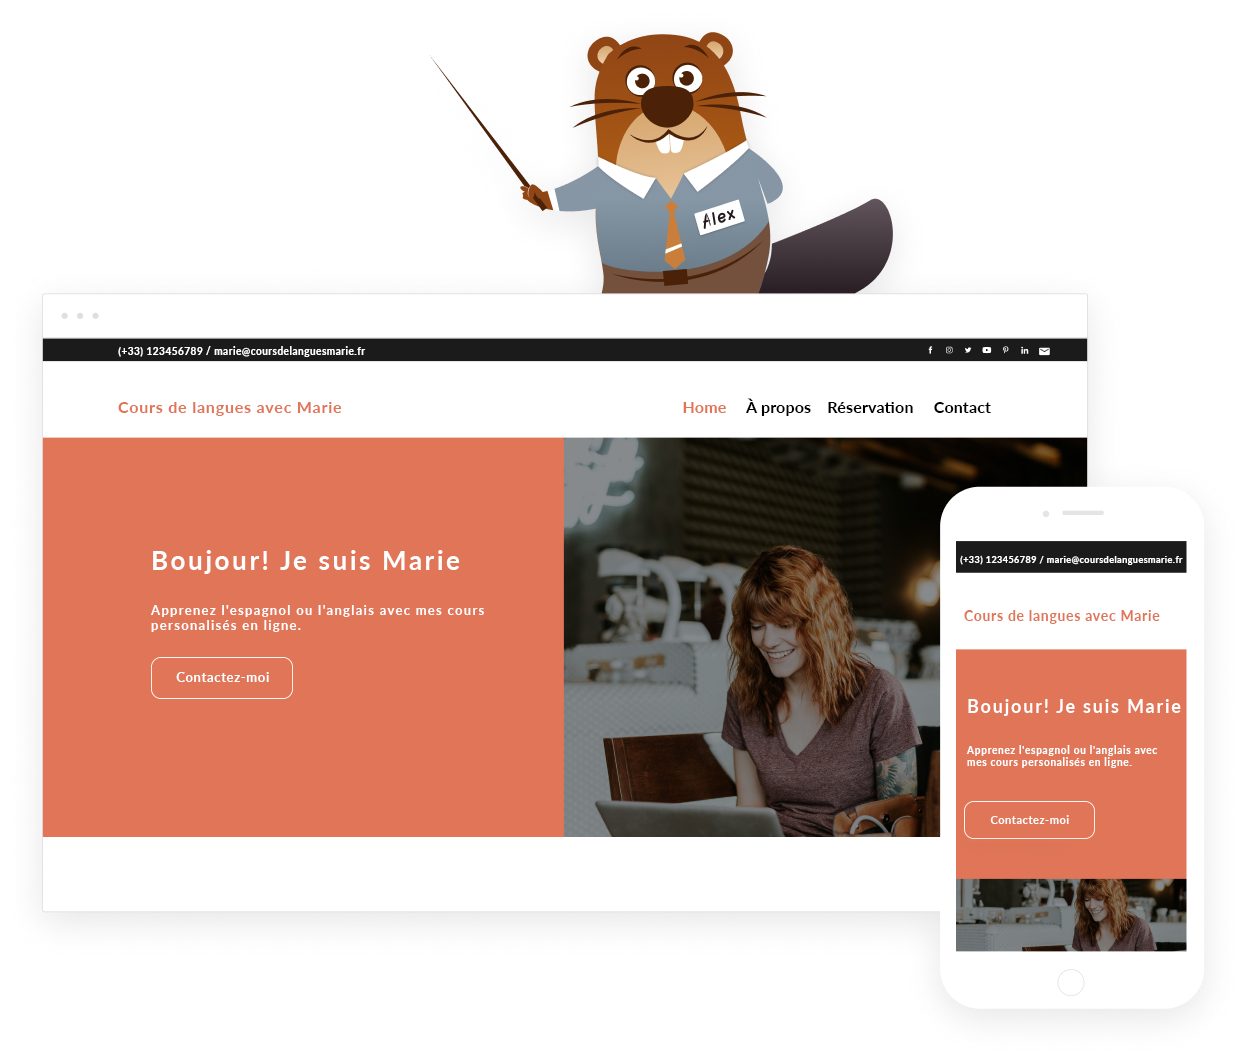 Alex
(+33) 123456789 / marie@coursdelanguesmarie.fr
Cours de langues avec Marie
Home À propos Réservation Contact
Boujour! Je suis Marie
Apprenez l'espagnol ou l'anglais avec mes cours
personalisés en ligne.
Contactez-moi
(+33) 123456789 / marie@coursdelanguesmarie.fr
Cours de langues avec Marie
Boujour! Je suis Marie
Apprenez l'espagnol ou l'anglais avec
mes cours personalisés en ligne.
Contactez-moi